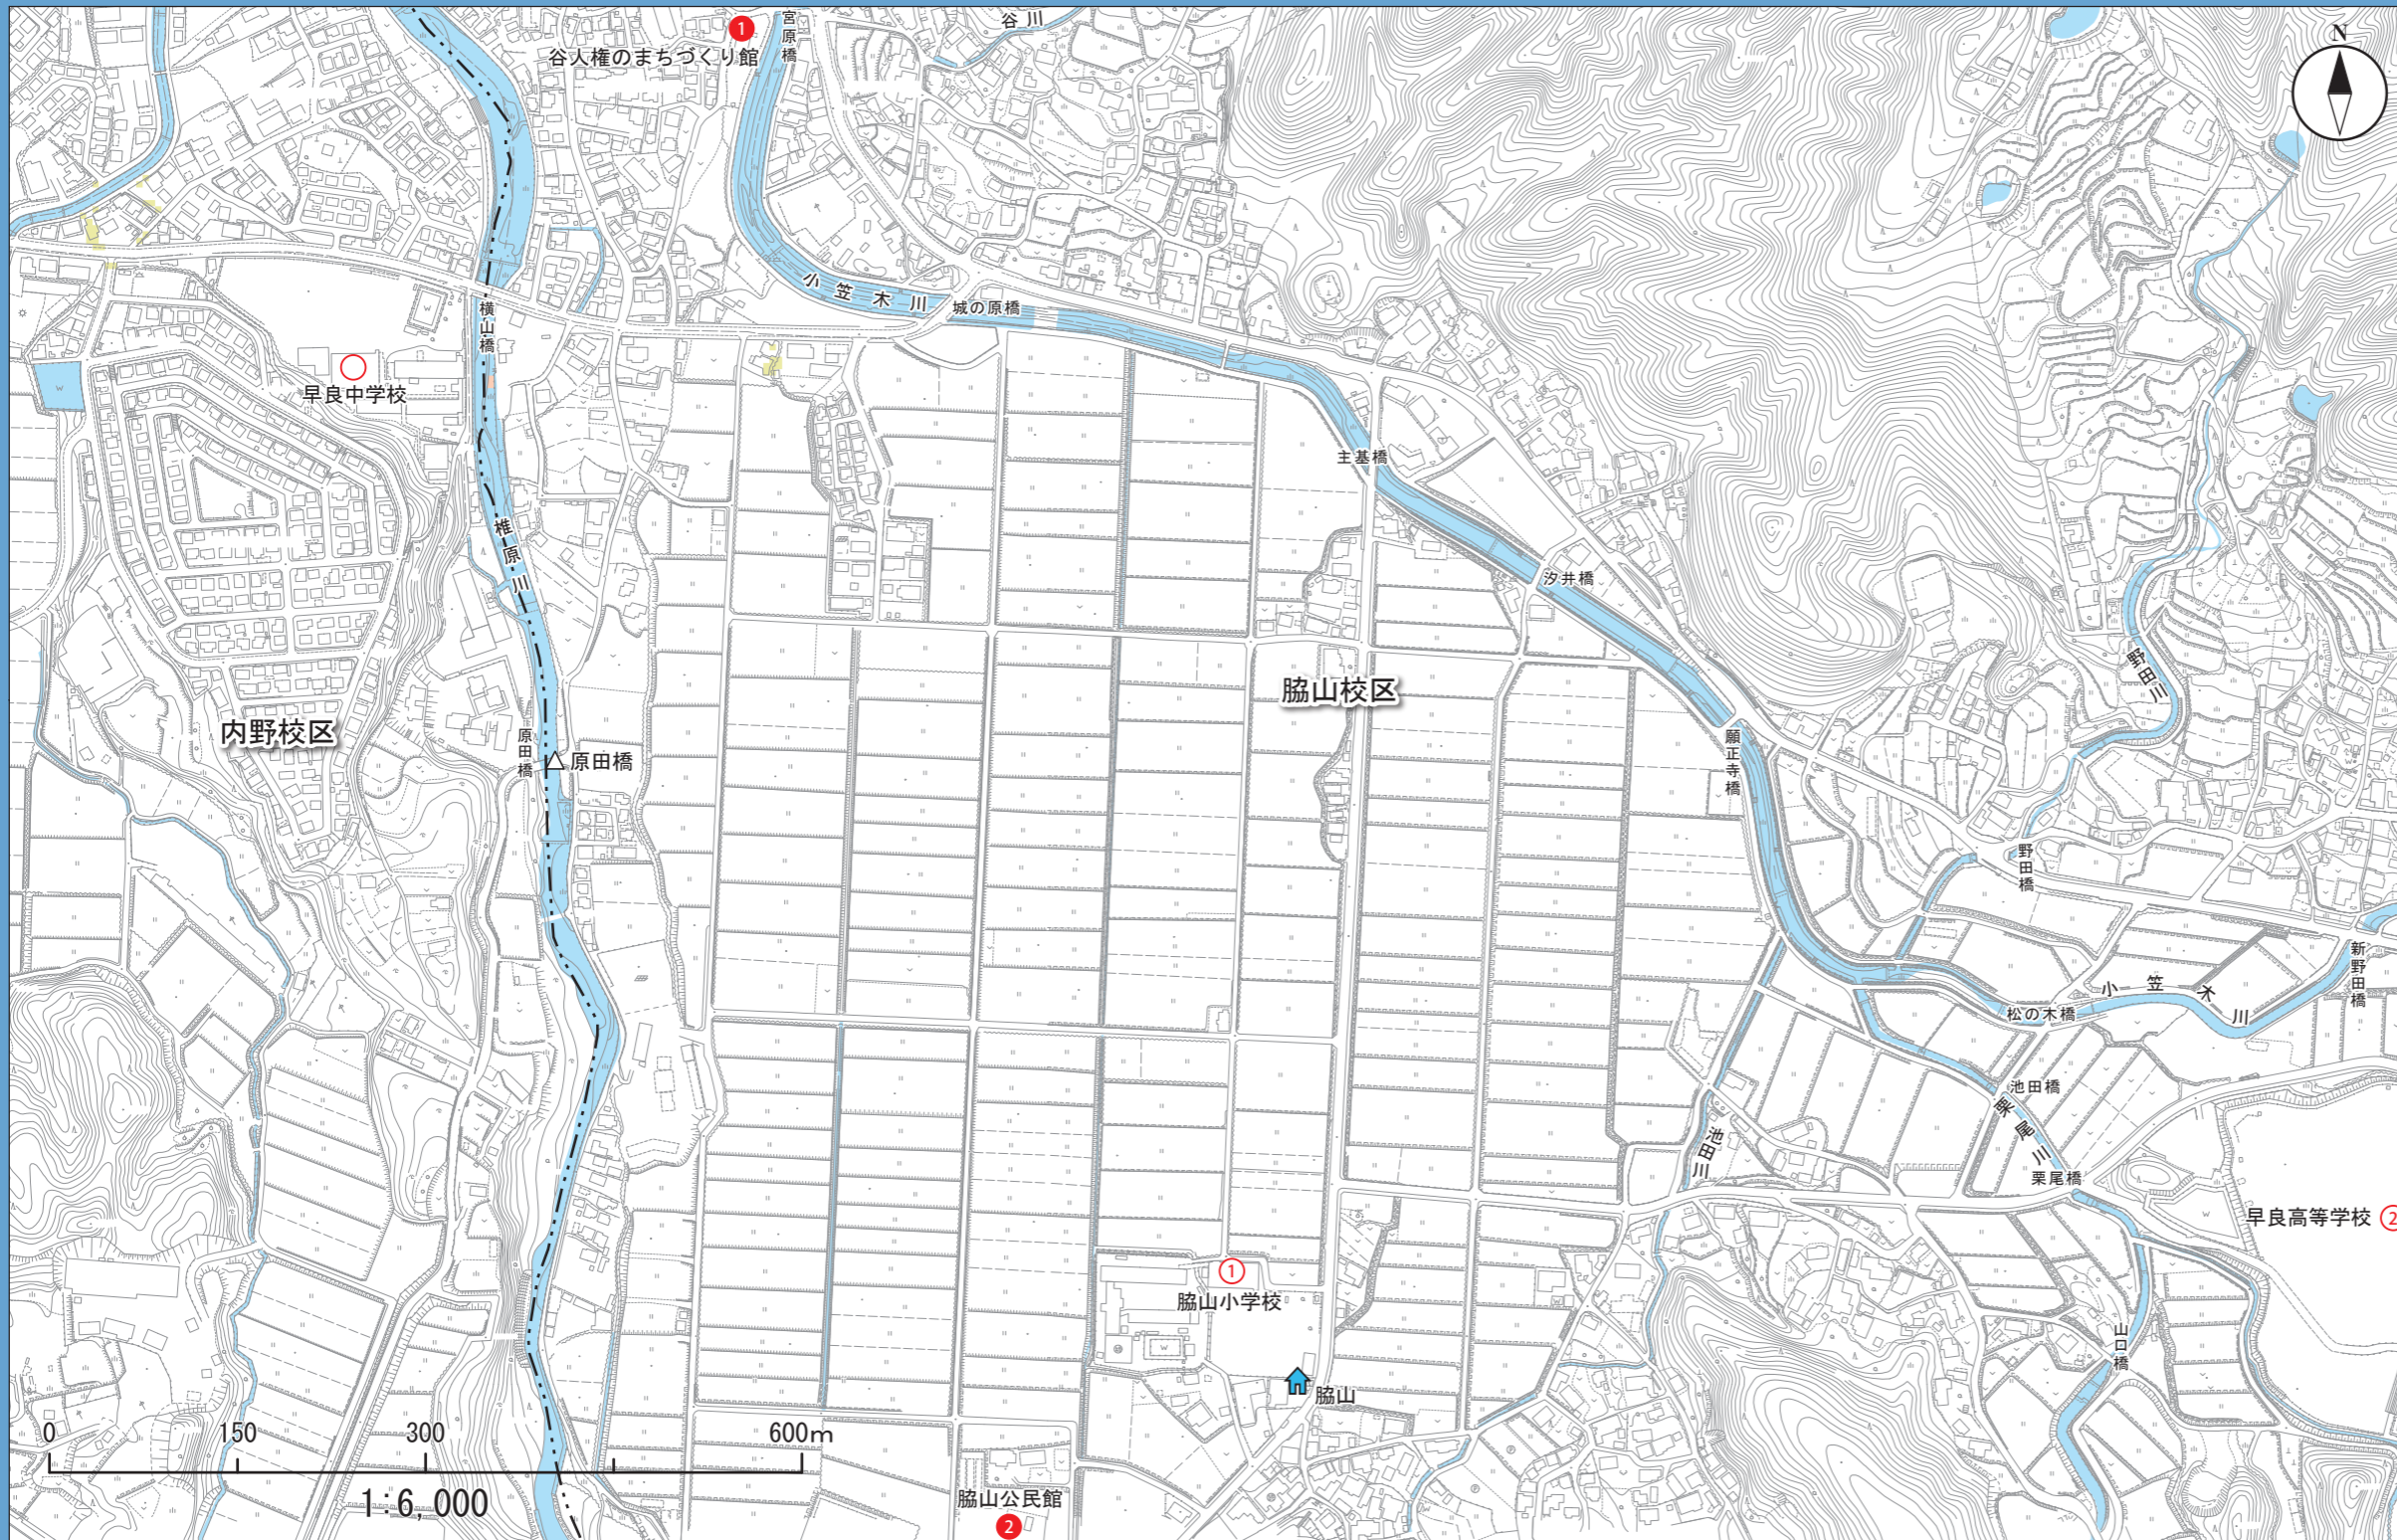 谷川
1
宮原橋
谷人権のまちづくり館
N
小笠木川
城の原橋
横山橋
早良中学校
主基橋
椎原川
汐井橋
野田川
脇山校区
内野校区
原田橋
原田橋
願正寺橋
野田橋
新野田橋
小笠木川
松の木橋
池田橋
栗尾川
池田川
栗尾橋
早良高等学校 2
1
脇山小学校
山口橋
脇山
0 150 300 600m
1:6,000
脇山公民館
2